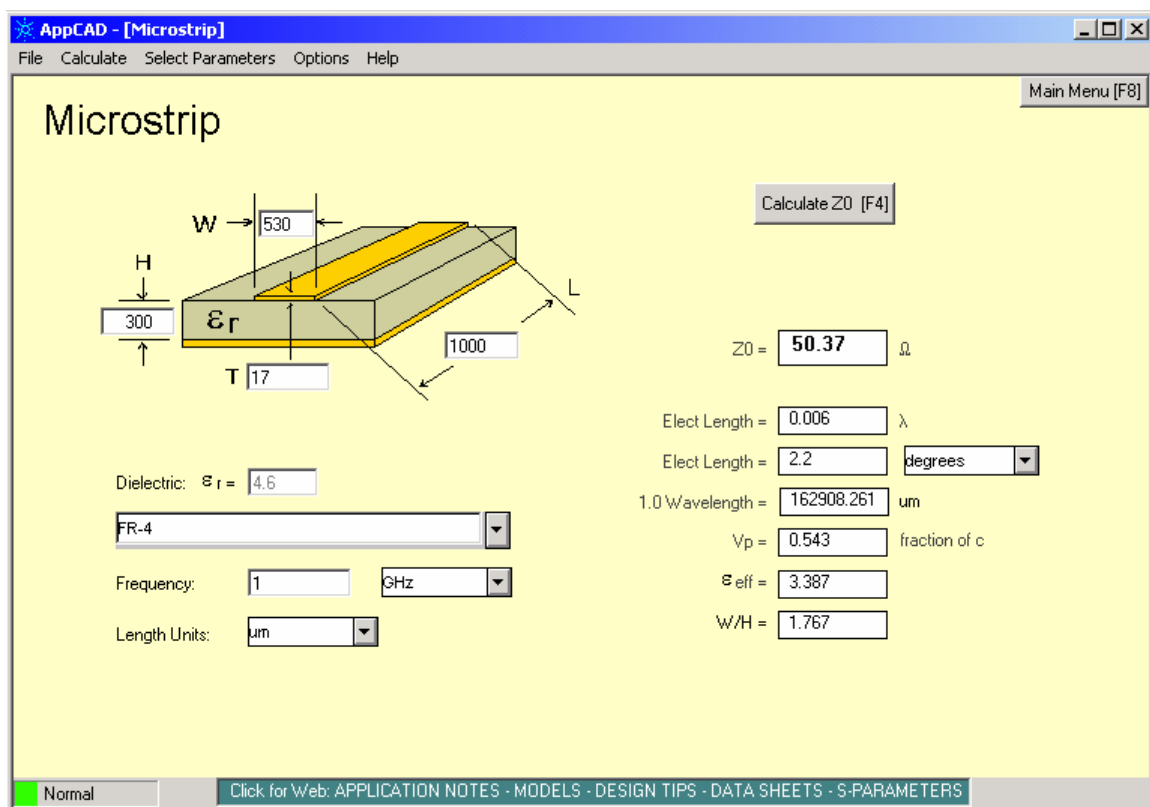 AppCAD - [Microstrip]
File Calculate Select Parameters Options Help
Main Menu [F8]
Microstrip
Calculate Z0 [F4]
W 530
H
300
εr
L
1000
T 17
Z0 = 50.37 Ω
Elect Length = 0.006 λ
Elect Length = 2.2 degrees
1.0 Wavelength = 162908.261 um
Vp = 0.543 fraction of c
εeff = 3.387
W/H = 1.767
Dielectric: εr = 4.6
FR-4
Frequency: 1 GHz
Length Units: um
Normal
Click for Web: APPLICATION NOTES - MODELS - DESIGN TIPS - DATA SHEETS - S-PARAMETERS